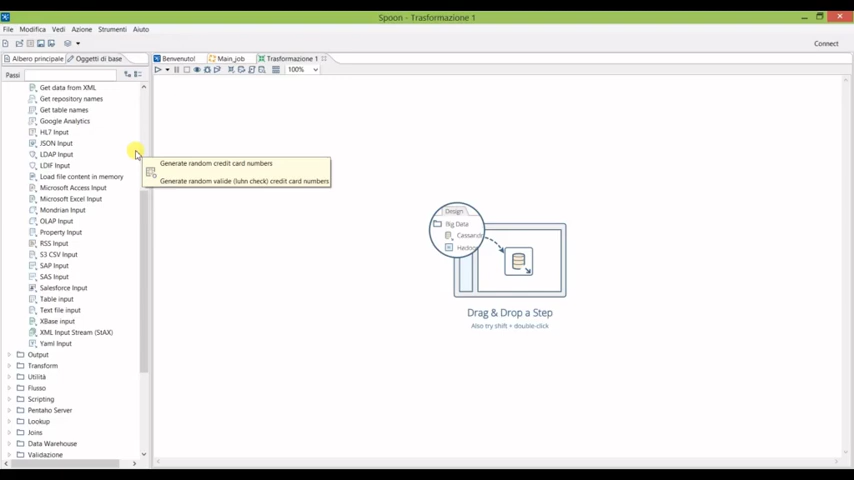 Spoon - Trasformazione 1
File Modifica Vedi Azione Strumenti Aiuto
Connect
Albero principale Oggetti di base
Benvenuto! Main_job Trasformazione 1
Passi
100%
Get data from XML
Get repository names
Get table names
Google Analytics
HL7 Input
JSON Input
LDAP Input
LDIF Input
Load file content in memory
Microsoft Access Input
Microsoft Excel Input
Mondrian Input
OLAP Input
Property Input
RSS Input
S3 CSV Input
SAP Input
SAS Input
Salesforce Input
Table input
Text file input
XBase input
XML Input Stream (StAX)
Yaml Input
Output
Transform
Utilità
Flusso
Scripting
Pentaho Server
Lookup
Joins
Data Warehouse
Validazione
Generate random credit card numbers
Generate random valide (luhn check) credit card numbers
Design
Big Data
Drag & Drop a Step
Also try shift + double-click